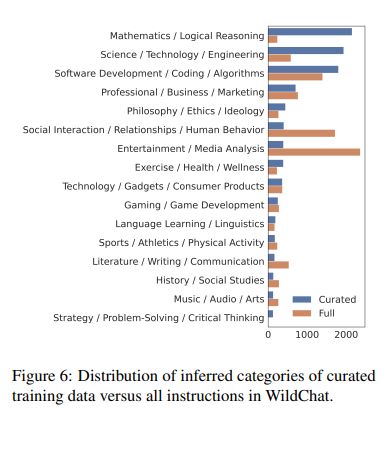 Mathematics / Logical Reasoning
Science / Technology / Engineering
Software Development / Coding / Algorithms
Professional / Business / Marketing
Philosophy / Ethics / Ideology
Social Interaction / Relationships / Human Behavior
Entertainment / Media Analysis
Exercise / Health / Wellness
Technology / Gadgets / Consumer Products
Gaming / Game Development
Language Learning / Linguistics
Sports / Athletics / Physical Activity
Literature / Writing / Communication
History / Social Studies
Music / Audio / Arts
Strategy / Problem-Solving / Critical Thinking
Curated
Full
0 1000 2000
Figure 6: Distribution of inferred categories of curated
training data versus all instructions in WildChat.